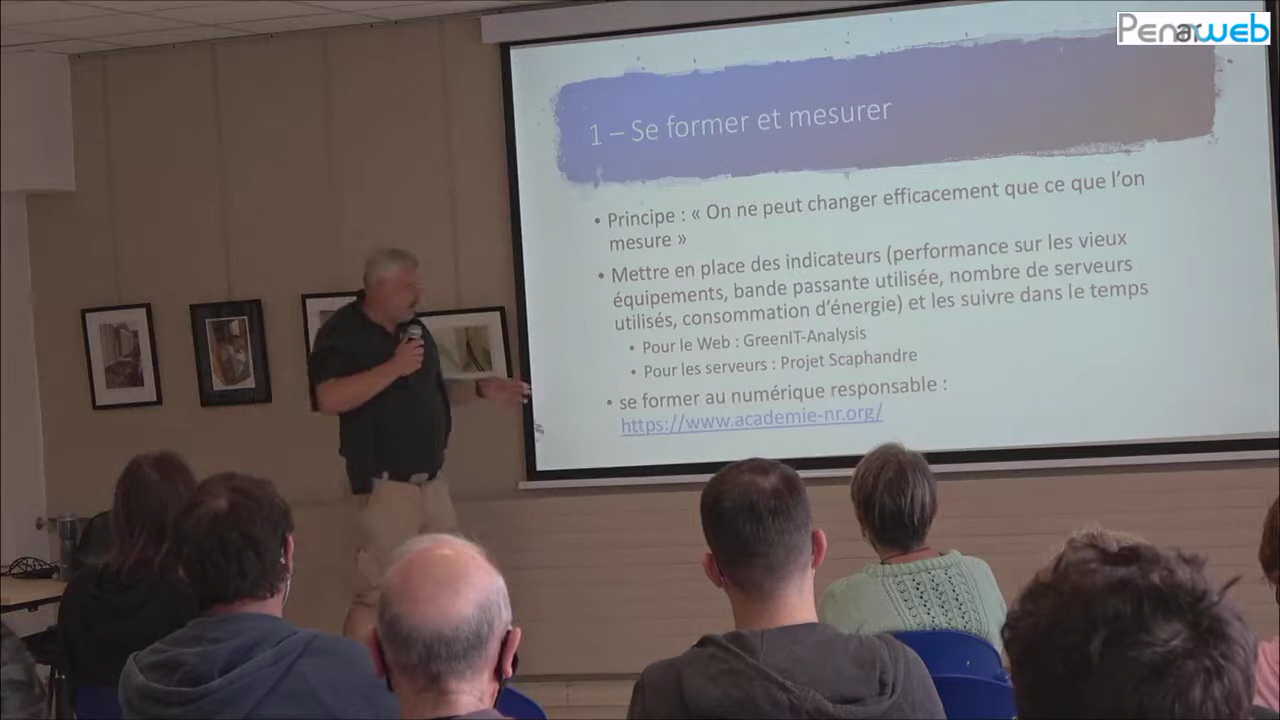 Penarweb
1 – Se former et mesurer
• Principe : « On ne peut changer efficacement que ce que l'on
mesure »
• Mettre en place des indicateurs (performance sur les vieux
équipements, bande passante utilisée, nombre de serveurs
utilisés, consommation d'énergie) et les suivre dans le temps
• Pour le Web : GreenIT-Analysis
• Pour les serveurs : Projet Scaphandre
• se former au numérique responsable :
https://www.academie-nr.org/